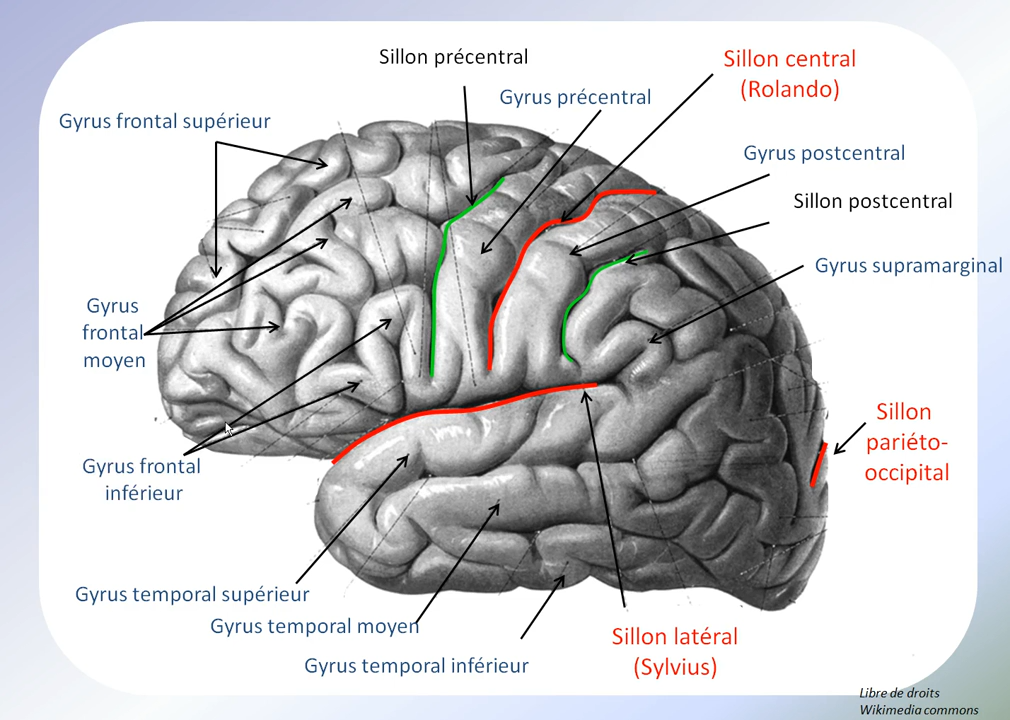 Sillon précentral
Sillon central
(Rolando)
Gyrus précentral
Gyrus frontal supérieur
Gyrus postcentral
Sillon postcentral
Gyrus supramarginal
Gyrus
frontal
moyen
Sillon
pariéto-
occipital
Gyrus frontal
inférieur
Gyrus temporal supérieur
Gyrus temporal moyen
Sillon latéral
(Sylvius)
Gyrus temporal inférieur
Libre de droits
Wikimedia commons